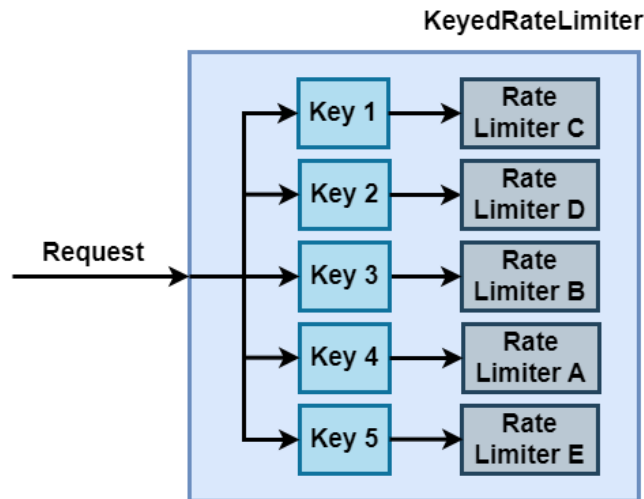 KeyedRateLimiter
Key 1
Rate
Limiter C
Key 2
Rate
Limiter D
Request
Key 3
Rate
Limiter B
Key 4
Rate
Limiter A
Key 5
Rate
Limiter E